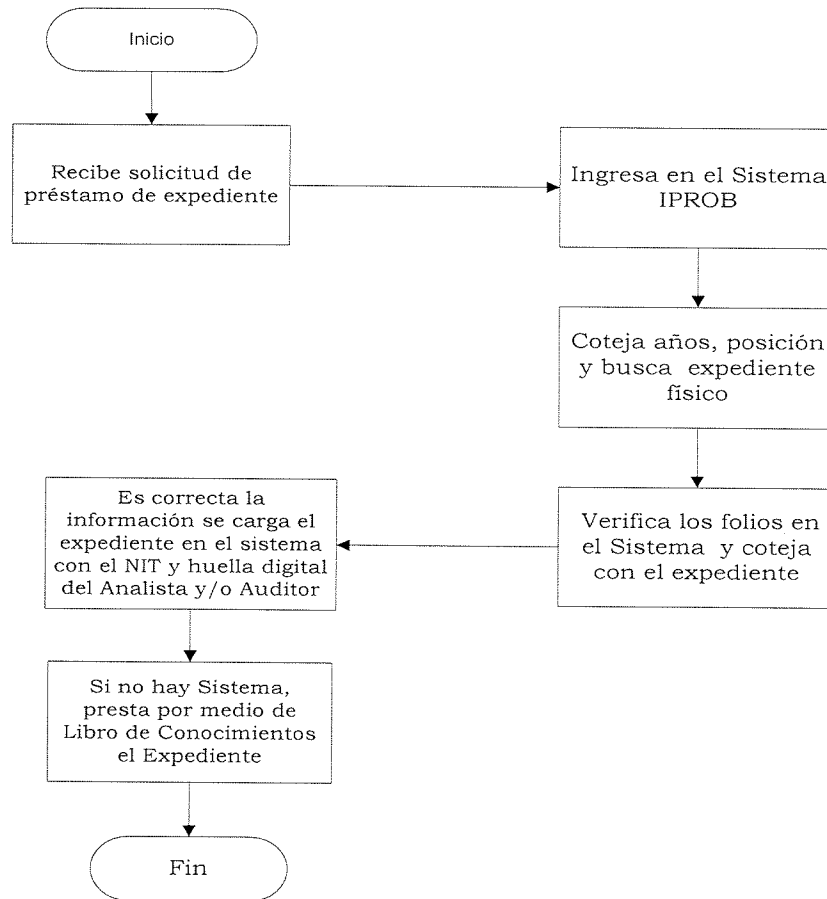 Inicio
Recibe solicitud de
préstamo de expediente
Ingresa en el Sistema
IPROB
Coteja años, posición
y busca expediente
físico
Verifica los folios en
el Sistema y coteja
con el expediente
Es correcta la
información se carga el
expediente en el sistema
con el NIT y huella digital
del Analista y/o Auditor
Si no hay Sistema,
presta por medio de
Libro de Conocimientos
el Expediente
Fin